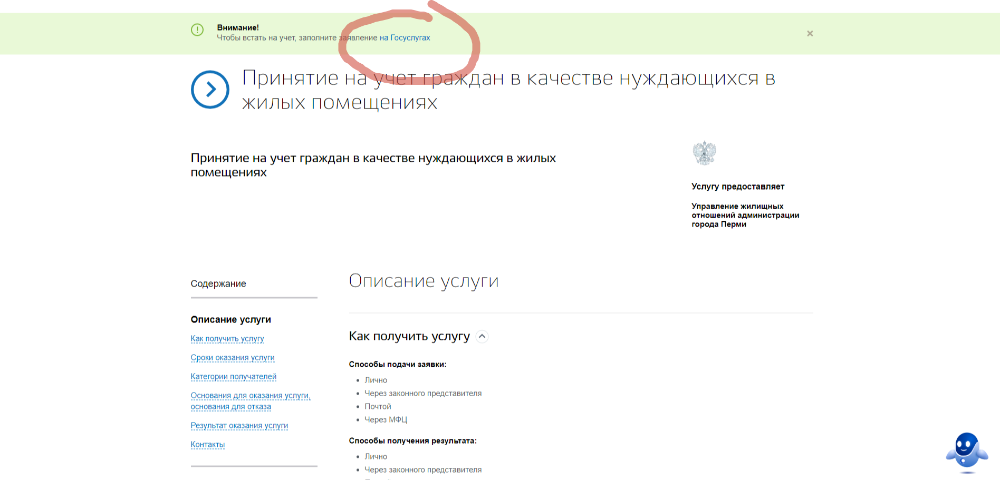 Внимание!
Чтобы встать на учет, заполните заявление на Госуслугах
Принятие на учет граждан в качестве нуждающихся в
жилых помещениях
Принятие на учет граждан в качестве нуждающихся в жилых
помещениях
Услугу предоставляет
Управление жилищных
отношений администрации
города Перми
Содержание
Описание услуги
Как получить услугу
Сроки оказания услуги
Категории получателей
Основания для оказания услуги,
основания для отказа
Результат оказания услуги
Контакты
Описание услуги
Как получить услугу
Способы подачи заявки:
Лично
Через законного представителя
Почтой
Через МФЦ
Способы получения результата:
Лично
Через законного представителя